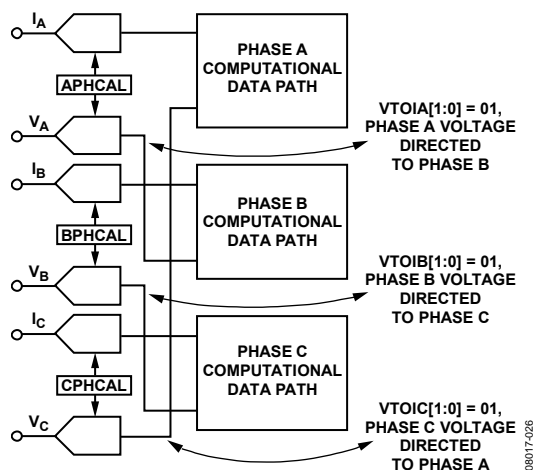 IA
PHASE A
COMPUTATIONAL
DATA PATH
APHCAL
VA
VTOIA[1:0] = 01,
PHASE A VOLTAGE
DIRECTED
TO PHASE B
IB
PHASE B
COMPUTATIONAL
DATA PATH
BPHCAL
VB
VTOIB[1:0] = 01,
PHASE B VOLTAGE
DIRECTED
TO PHASE C
IC
PHASE C
COMPUTATIONAL
DATA PATH
CPHCAL
VC
VTOIC[1:0] = 01,
PHASE C VOLTAGE
DIRECTED
TO PHASE A
08017-026